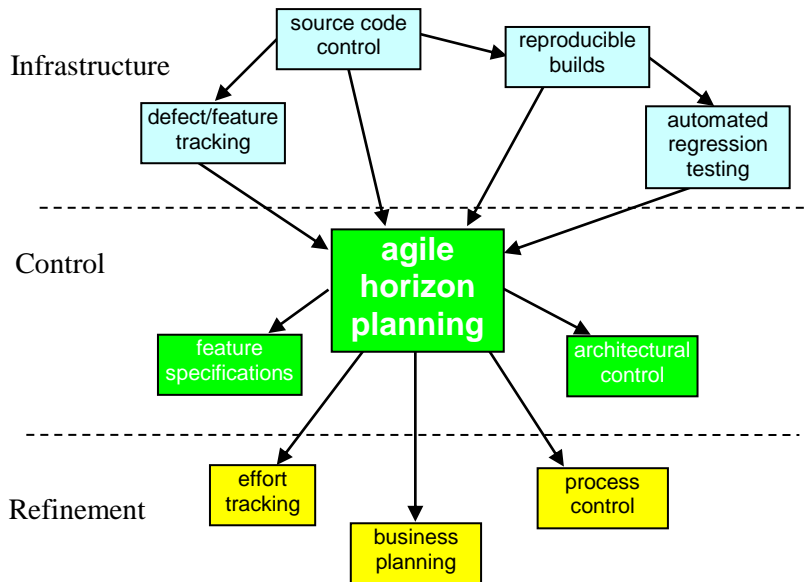 source code
control
reproducible
builds
Infrastructure
defect/feature
tracking
automated
regression
testing
agile
horizon
planning
Control
feature
specifications
architectural
control
effort
tracking
process
control
Refinement
business
planning